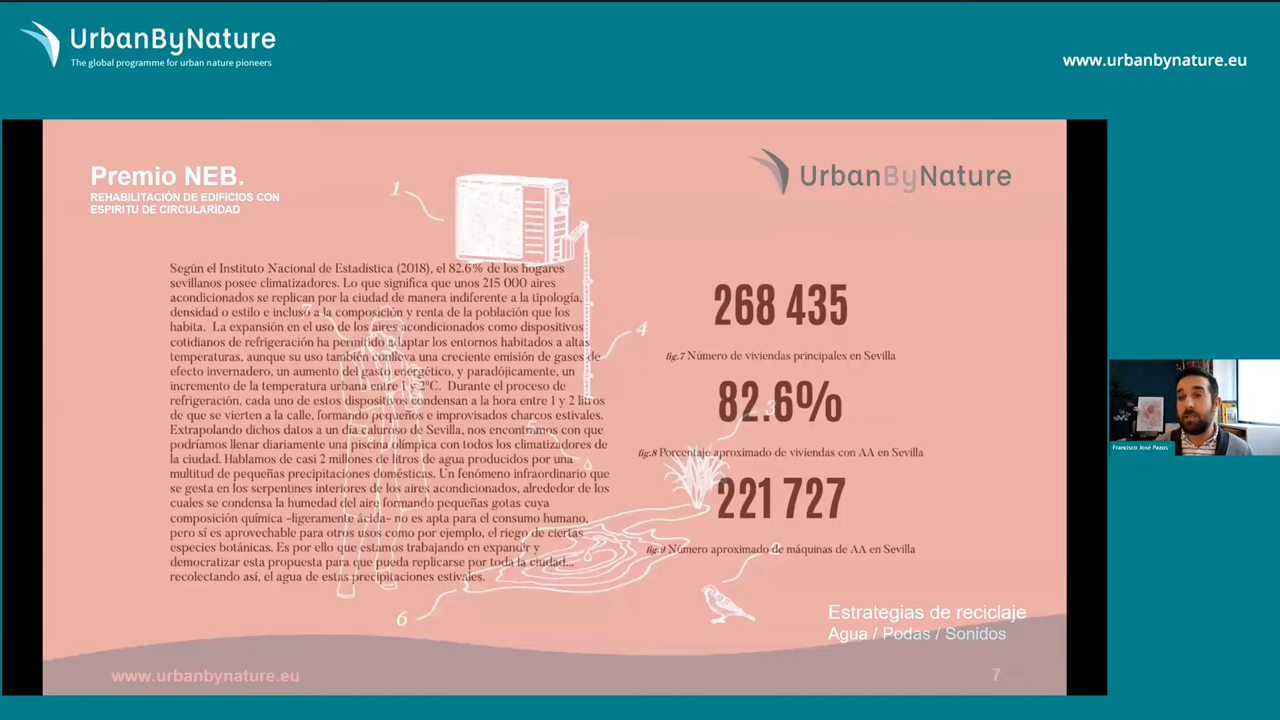 UrbanByNature
The global programme for urban nature pioneers
www.urbanbynature.eu
Premio NEB.
REHABILITACIÓN DE EDIFICIOS CON
ESPIRITU DE CIRCULARIDAD
UrbanByNature
1
Según el Instituto Nacional de Estadística (2018), el 82.6% de los hogares
sevillanos posee climatizadores. Lo que significa que unos 215 000 aires
acondicionados se replican por la ciudad de manera indiferente a la tipología,
densidad o estilo e incluso a la composición y renta de la población que los
habita. La expansión en el uso de los aires acondicionados como dispositivos
cotidianos de refrigeración ha permitido adaptar los entornos habitados a altas
temperaturas, aunque su uso también conlleva una creciente emisión de gases de
efecto invernadero, un aumento del gasto energético, y paradójicamente, un
incremento de la temperatura urbana entre 1 y 2ºC. Durante el proceso de
refrigeración, cada uno de estos dispositivos condensan a la hora entre 1 y 2 litros
de que se vierten a la calle, formando pequeños e improvisados charcos estivales.
Extrapolando dichos datos a un día caluroso de Sevilla, nos encontramos con que
podríamos llenar diariamente una piscina olímpica con todos los climatizadores de
la ciudad. Hablamos de casi 2 millones de litros de agua producidos por una
multitud de pequeñas precipitaciones domésticas. Un fenómeno infraordinario que
se gesta en los serpentines interiores de los aires acondicionados, alrededor de los
cuales se condensa la humedad del aire formando pequeñas gotas cuya
composición química -ligeramente ácida- no es apta para el consumo humano,
pero sí es aprovechable para otros usos como por ejemplo, el riego de ciertas
especies botánicas. Es por ello que estamos trabajando en expandir y
democratizar esta propuesta para que pueda replicarse por toda la ciudad...
recolectando así, el agua de estas precipitaciones estivales.
7
4
5
3
2
6
268 435
fig.7 Número de viviendas principales en Sevilla
82.6%
fig.8 Porcentaje aproximado de viviendas con AA en Sevilla
221 727
fig.9 Número aproximado de máquinas de AA en Sevilla
Estrategias de reciclaje
Agua / Podas / Sonidos
www.urbanbynature.eu
7
Francisco José Pazos